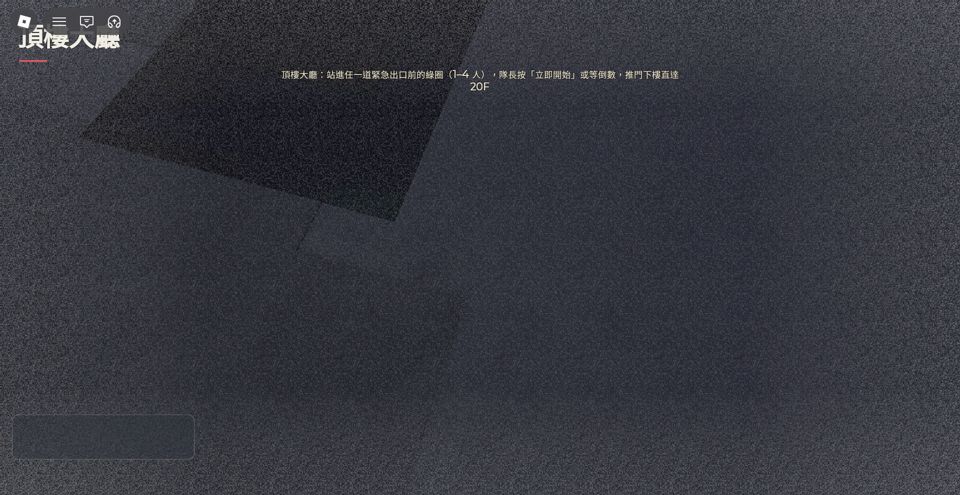 頂樓大廳
頂樓大廳：站進任一道緊急出口前的綠圈（1–4 人），隊長按「立即開始」或等倒數，推門下樓直達
20F